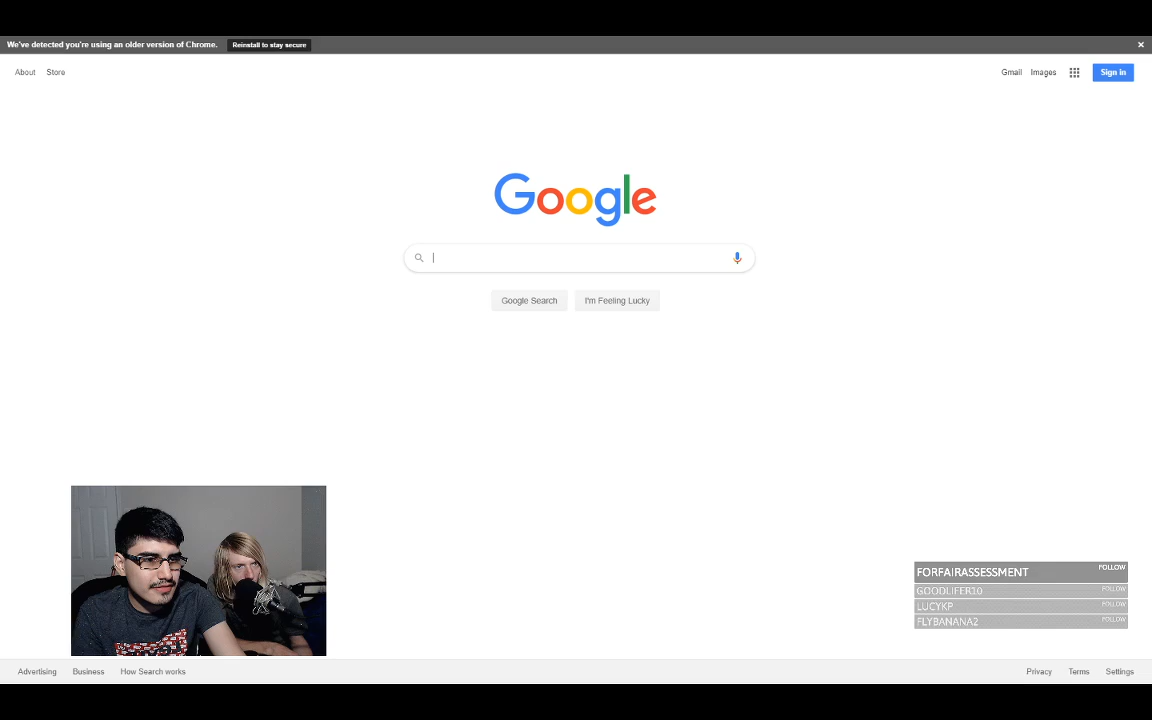 We've detected you're using an older version of Chrome. Reinstall to stay secure
About Store Gmail Images Sign in
Google
Google Search I'm Feeling Lucky
FORFAIRASSESSMENT FOLLOW
GOODLIFER10 FOLLOW
LUCYKP FOLLOW
FLYBANANA2 FOLLOW
Advertising Business How Search works Privacy Terms Settings